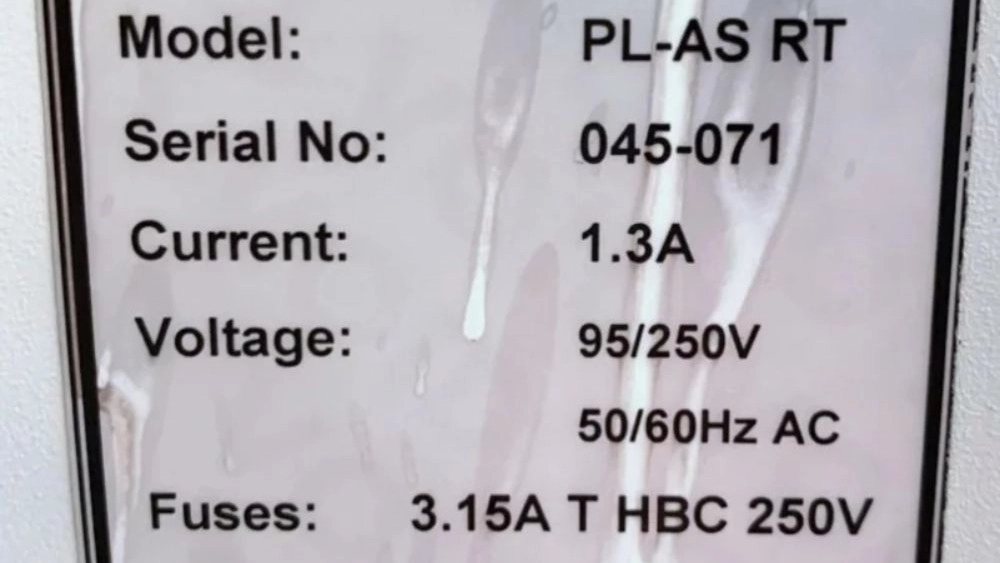 Model: PL-AS RT
Serial No: 045-071
Current: 1.3A
Voltage: 95/250V
50/60Hz AC
Fuses: 3.15A T HBC 250V